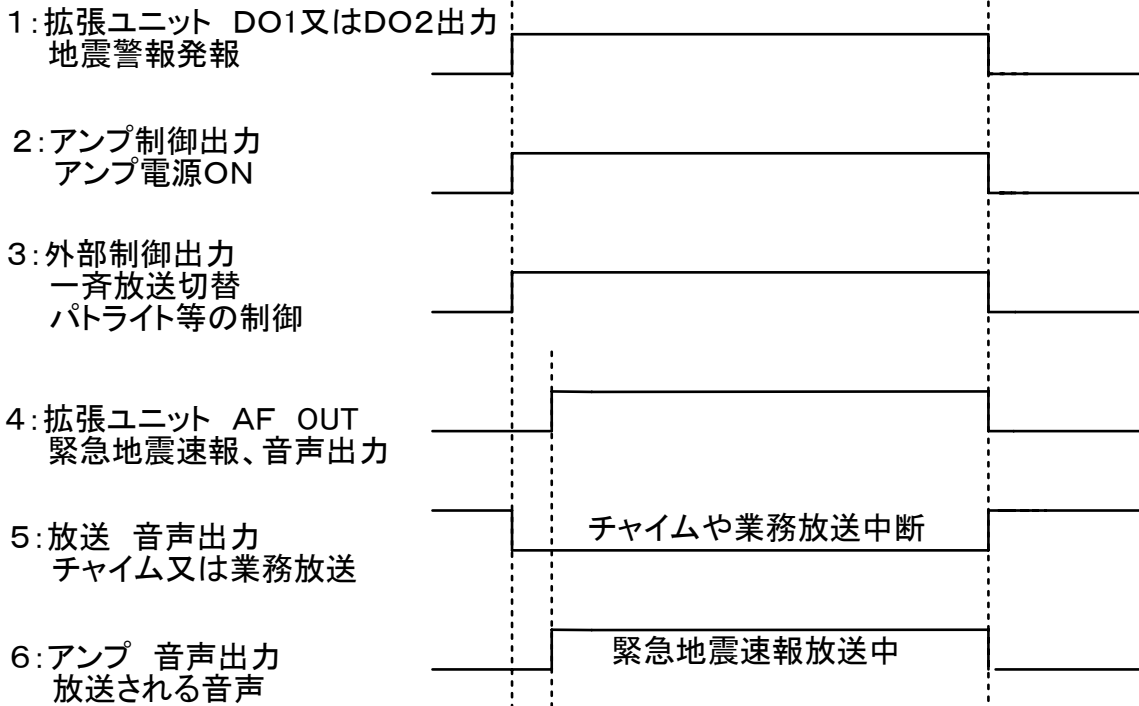 1:拡張ユニット DO1又はDO2出力
地震警報発報
2:アンプ制御出力
アンプ電源ON
3:外部制御出力
一斉放送切替
パトライト等の制御
4:拡張ユニット AF OUT
緊急地震速報、音声出力
5:放送 音声出力
チャイム又は業務放送
チャイムや業務放送中断
6:アンプ 音声出力
放送される音声
緊急地震速報放送中